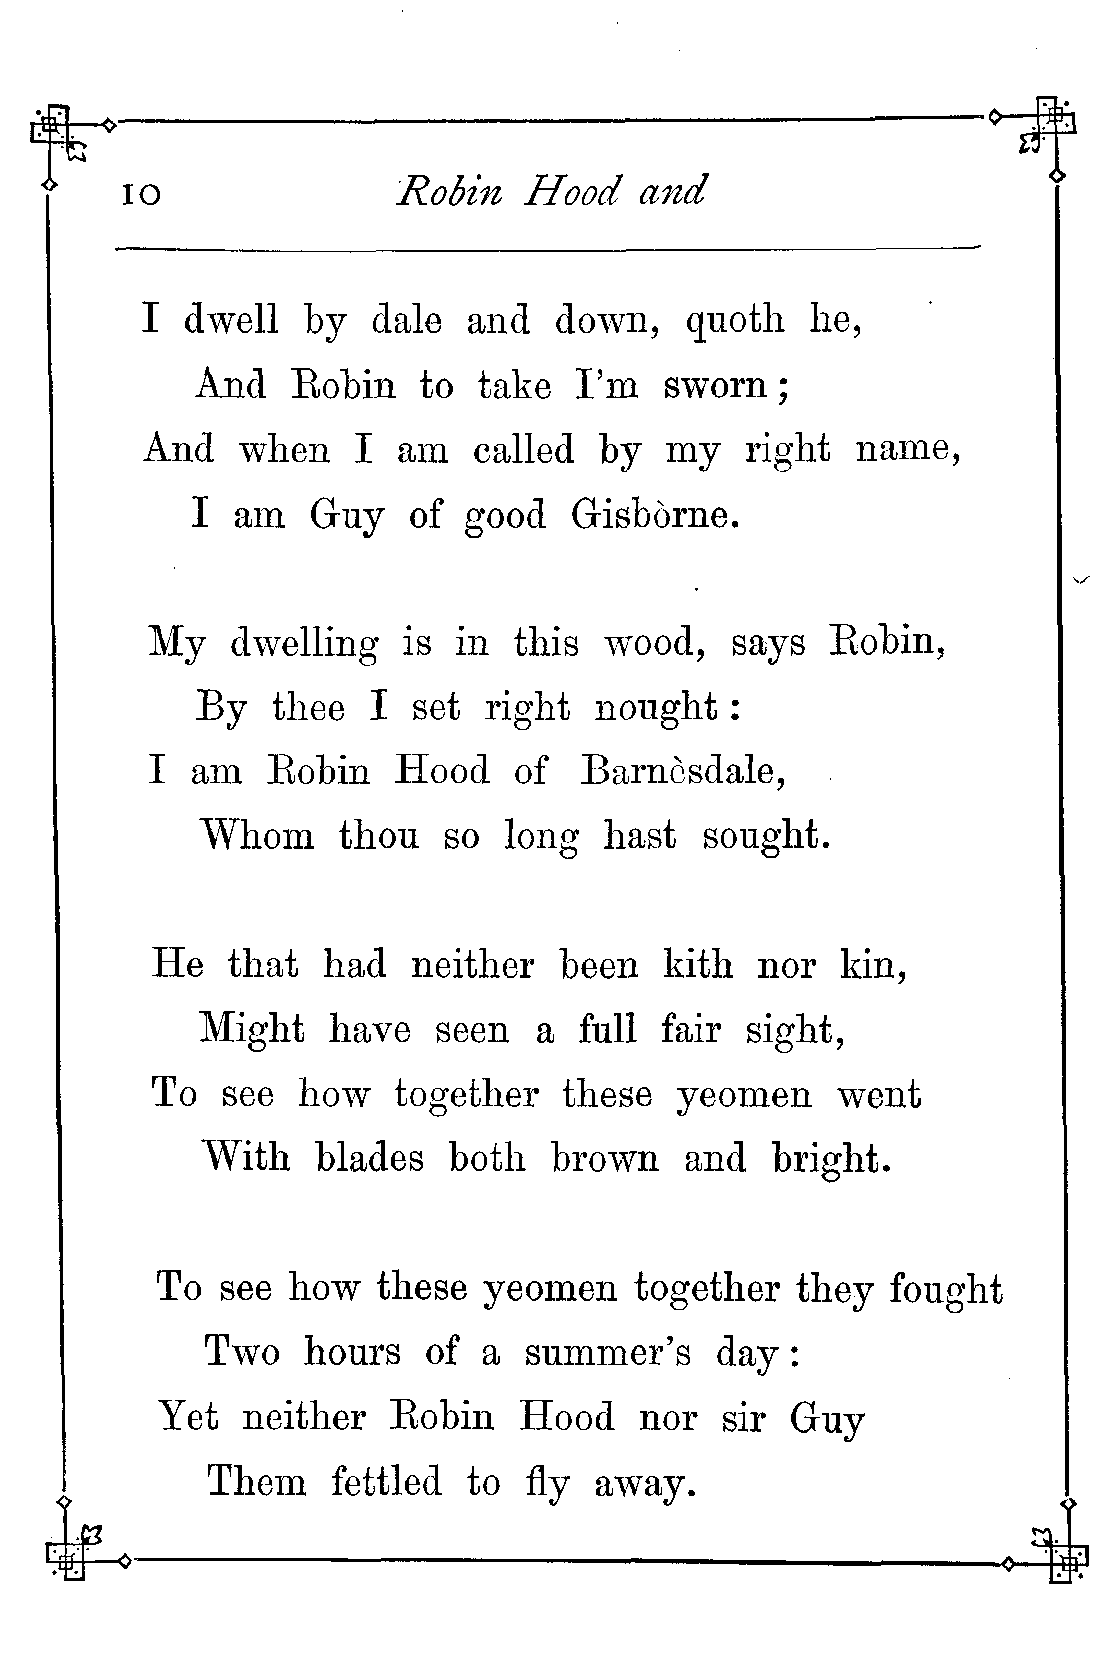 10 Robin Hood and
I dwell by dale and down, quoth he,
And Robin to take I'm sworn;
And when I am called by my right name,
I am Guy of good Gisbòrne.
My dwelling is in this wood, says Robin,
By thee I set right nought:
I am Robin Hood of Barnèsdale,
Whom thou so long hast sought.
He that had neither been kith nor kin,
Might have seen a full fair sight,
To see how together these yeomen went
With blades both brown and bright.
To see how these yeomen together they fought
Two hours of a summer's day:
Yet neither Robin Hood nor sir Guy
Them fettled to fly away.